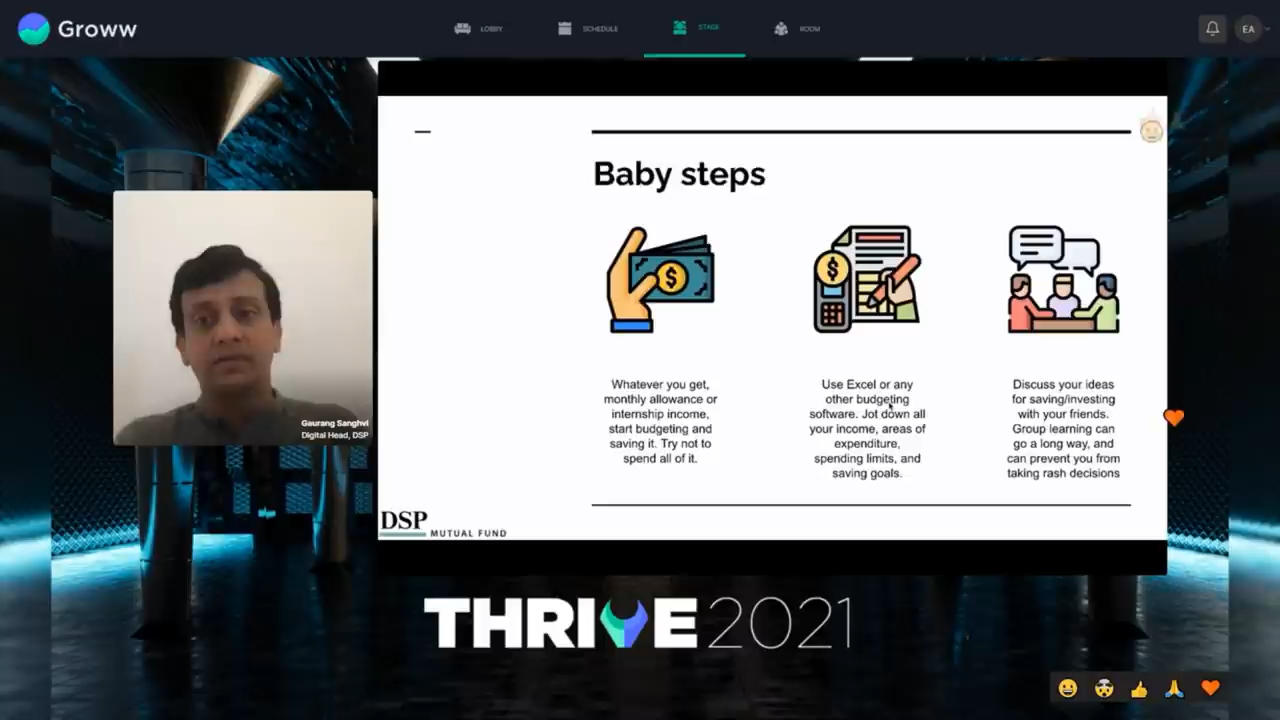 Groww
LOBBY
SCHEDULE
STAGE
ROOM
EA
Baby steps
Whatever you get,
monthly allowance or
internship income,
start budgeting and
saving it. Try not to
spend all of it.
Use Excel or any
other budgeting
software. Jot down all
your income, areas of
expenditure,
spending limits, and
saving goals.
Discuss your ideas
for saving/investing
with your friends.
Group learning can
go a long way, and
can prevent you from
taking rash decisions
Gaurang Sanghvi
Digital Head, DSP
DSP MUTUAL FUND
THRIVE 2021